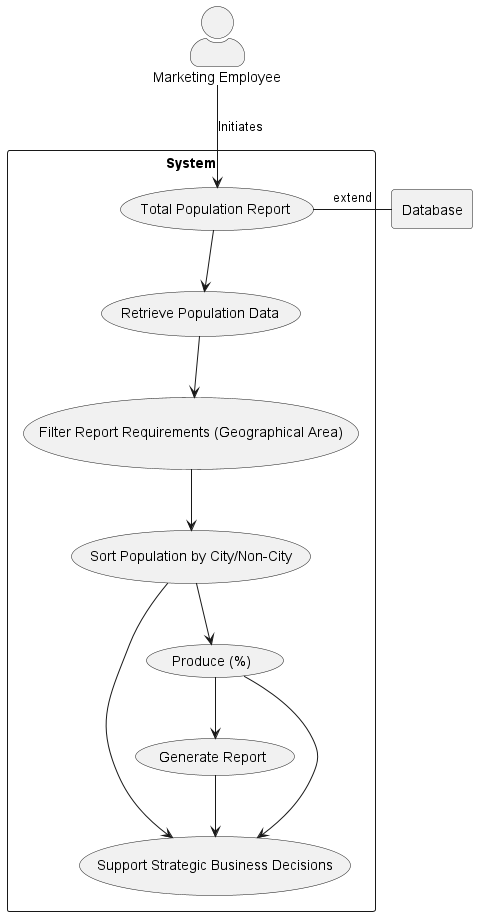 Marketing Employee
Initiates
System
Total Population Report
extend
Database
Retrieve Population Data
Filter Report Requirements (Geographical Area)
Sort Population by City/Non-City
Produce (%)
Generate Report
Support Strategic Business Decisions